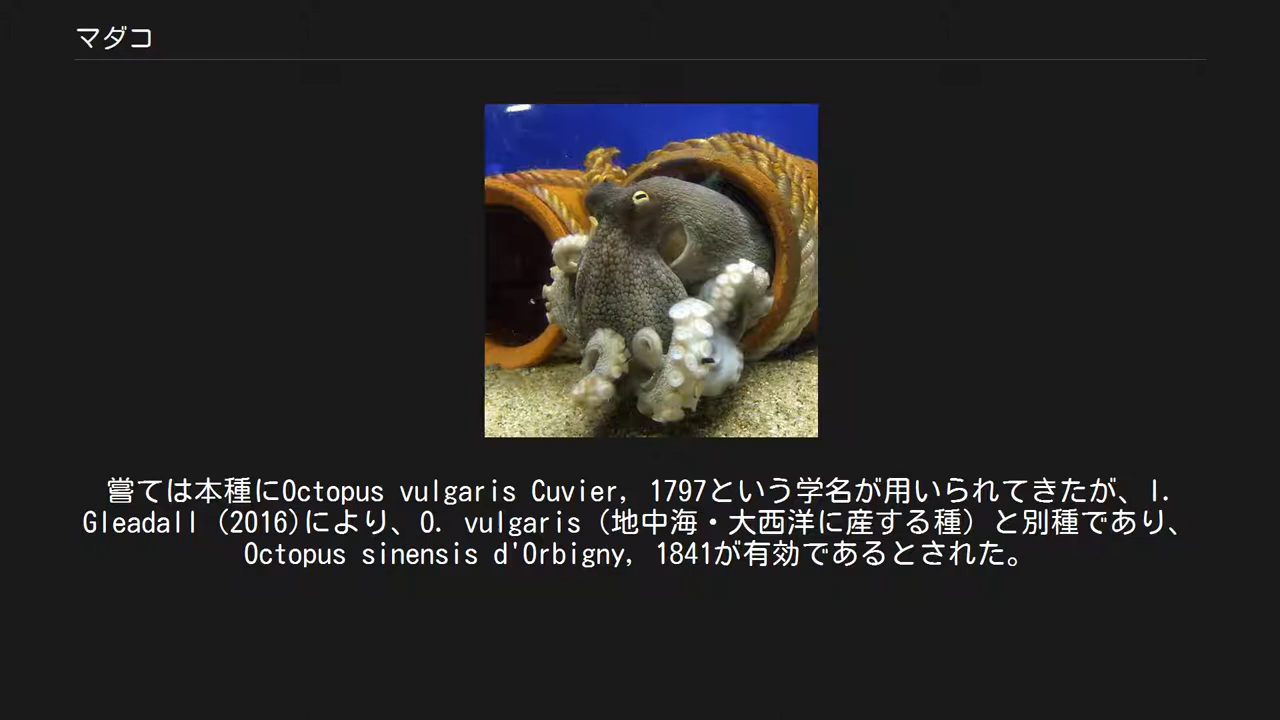 マダコ
嘗ては本種にOctopus vulgaris Cuvier, 1797という学名が用いられてきたが、I.
Gleadall (2016)により、O. vulgaris（地中海・大西洋に産する種）と別種であり、
Octopus sinensis d'Orbigny, 1841が有効であるとされた。